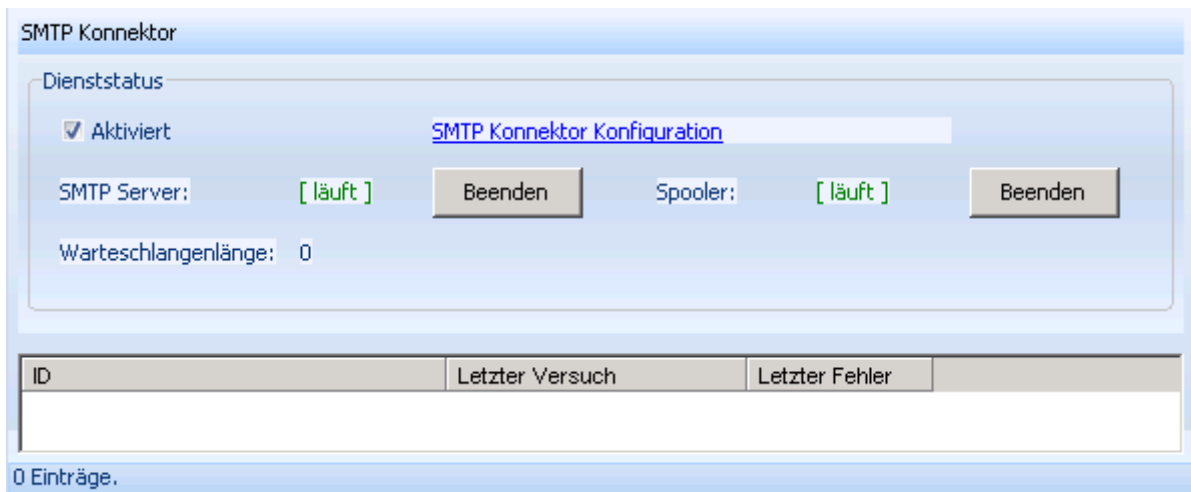 SMTP Konnektor
Dienststatus
Aktiviert SMTP Konnektor Konfiguration
SMTP Server: [ läuft ] Beenden Spooler: [ läuft ] Beenden
Warteschlangenlänge: 0
ID Letzter Versuch Letzter Fehler
0 Einträge.